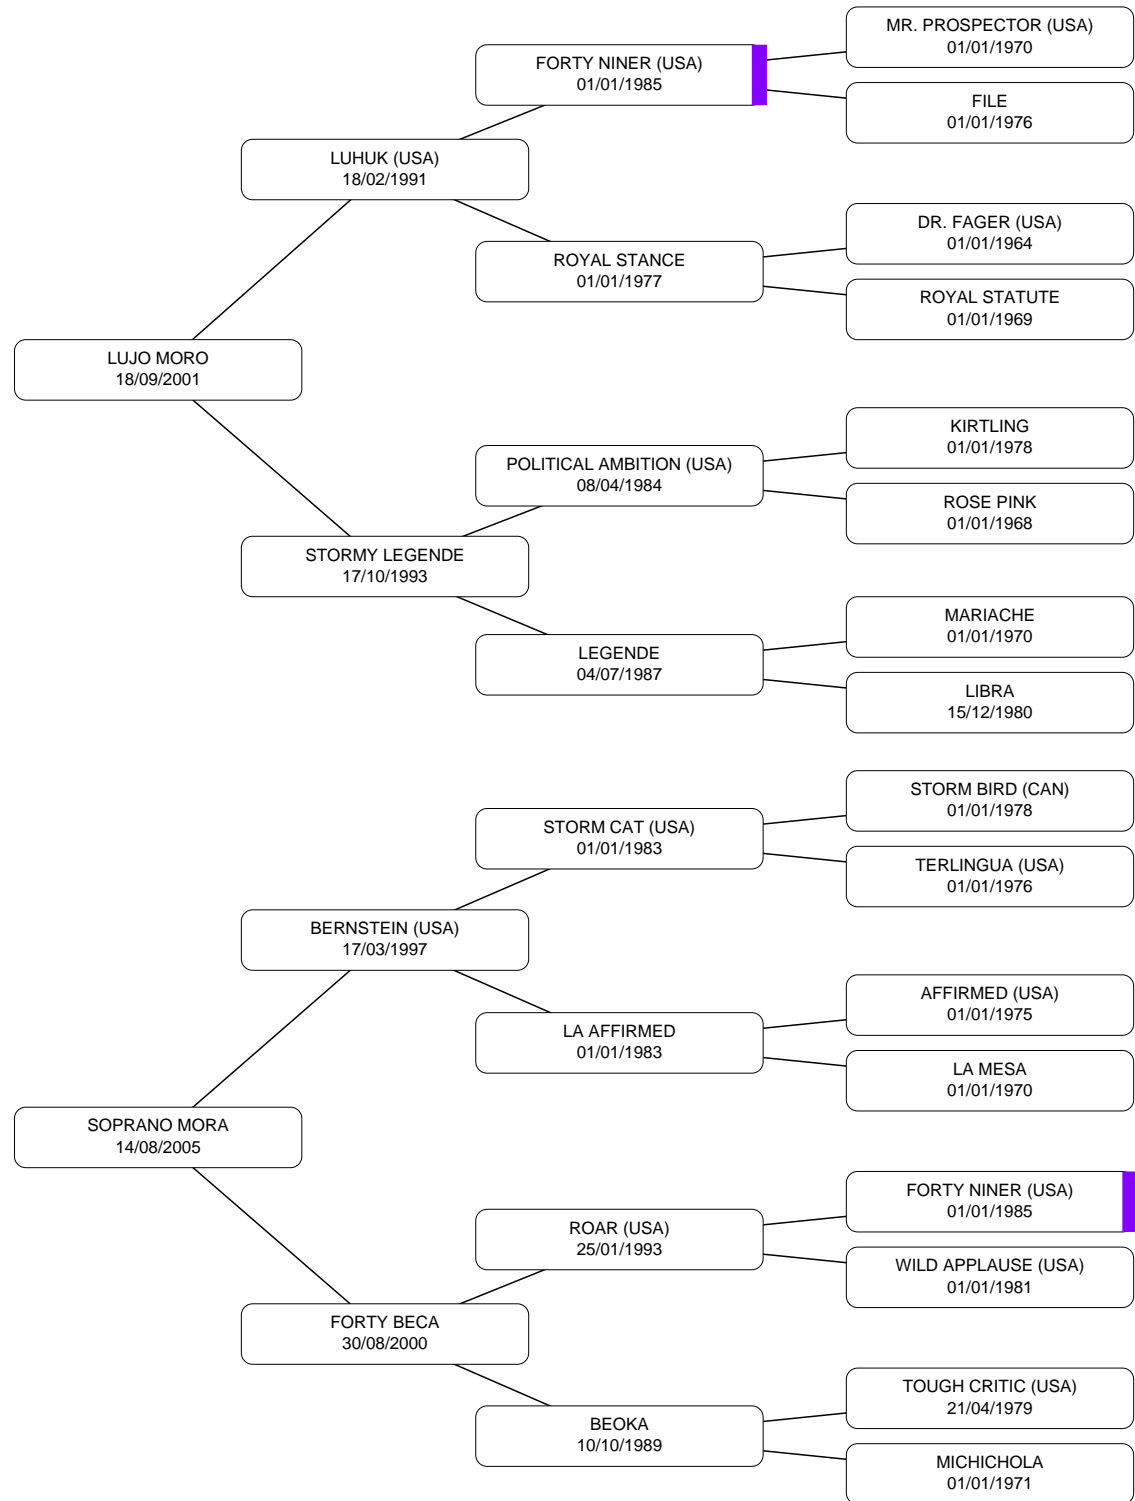 MR. PROSPECTOR (USA)
01/01/1970
FORTY NINER (USA)
01/01/1985
FILE
01/01/1976
LUHUK (USA)
18/02/1991
DR. FAGER (USA)
01/01/1964
ROYAL STANCE
01/01/1977
ROYAL STATUTE
01/01/1969
LUJO MORO
18/09/2001
KIRTLING
01/01/1978
POLITICAL AMBITION (USA)
08/04/1984
ROSE PINK
01/01/1968
STORMY LEGENDE
17/10/1993
MARIACHE
01/01/1970
LEGENDE
04/07/1987
LIBRA
15/12/1980
STORM BIRD (CAN)
01/01/1978
STORM CAT (USA)
01/01/1983
TERLINGUA (USA)
01/01/1976
BERNSTEIN (USA)
17/03/1997
AFFIRMED (USA)
01/01/1975
LA AFFIRMED
01/01/1983
LA MESA
01/01/1970
SOPRANO MORA
14/08/2005
FORTY NINER (USA)
01/01/1985
ROAR (USA)
25/01/1993
WILD APPLAUSE (USA)
01/01/1981
FORTY BECA
30/08/2000
TOUGH CRITIC (USA)
21/04/1979
BEOKA
10/10/1989
MICHICHOLA
01/01/1971